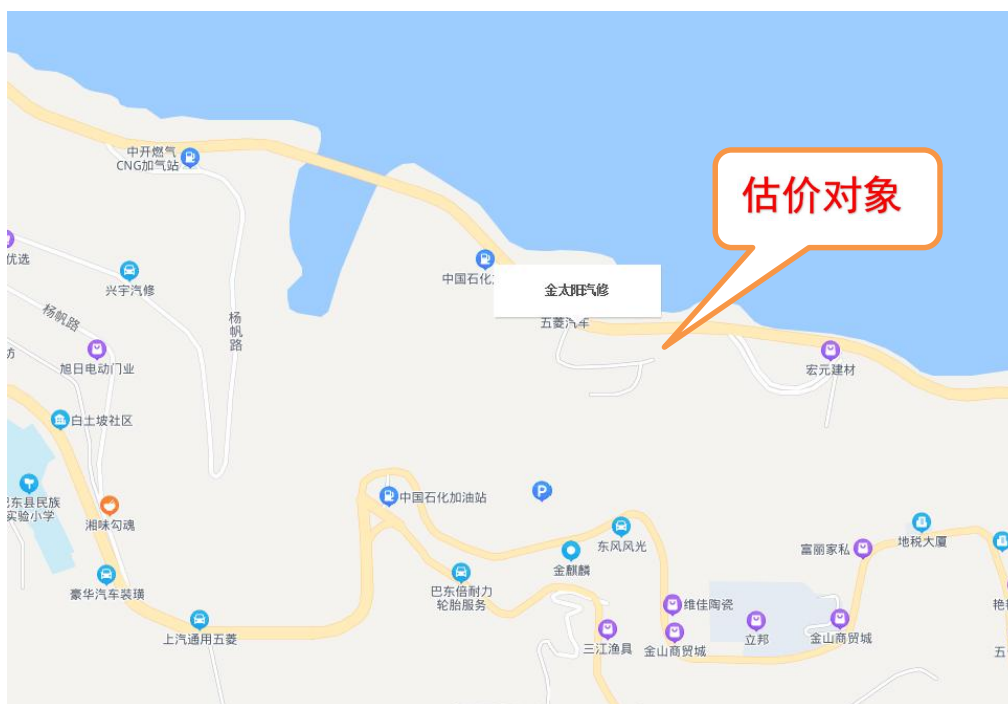 中开燃气
CNG加气站
估价对象
优选
兴宇汽修
中国石化
金太阳汽修
五菱汽车
杨帆路
杨帆路
旭日电动门业
宏元建材
白土坡社区
巴东县民族
实验小学
湘味勾魂
中国石化加油站
P
东风风光
地税大厦
富丽家私
金麒麟
豪华汽车装璜
巴东倍耐力
轮胎服务
维佳陶瓷
上汽通用五菱
三江渔具
金山商贸城
立邦
金山商贸城
艳
五